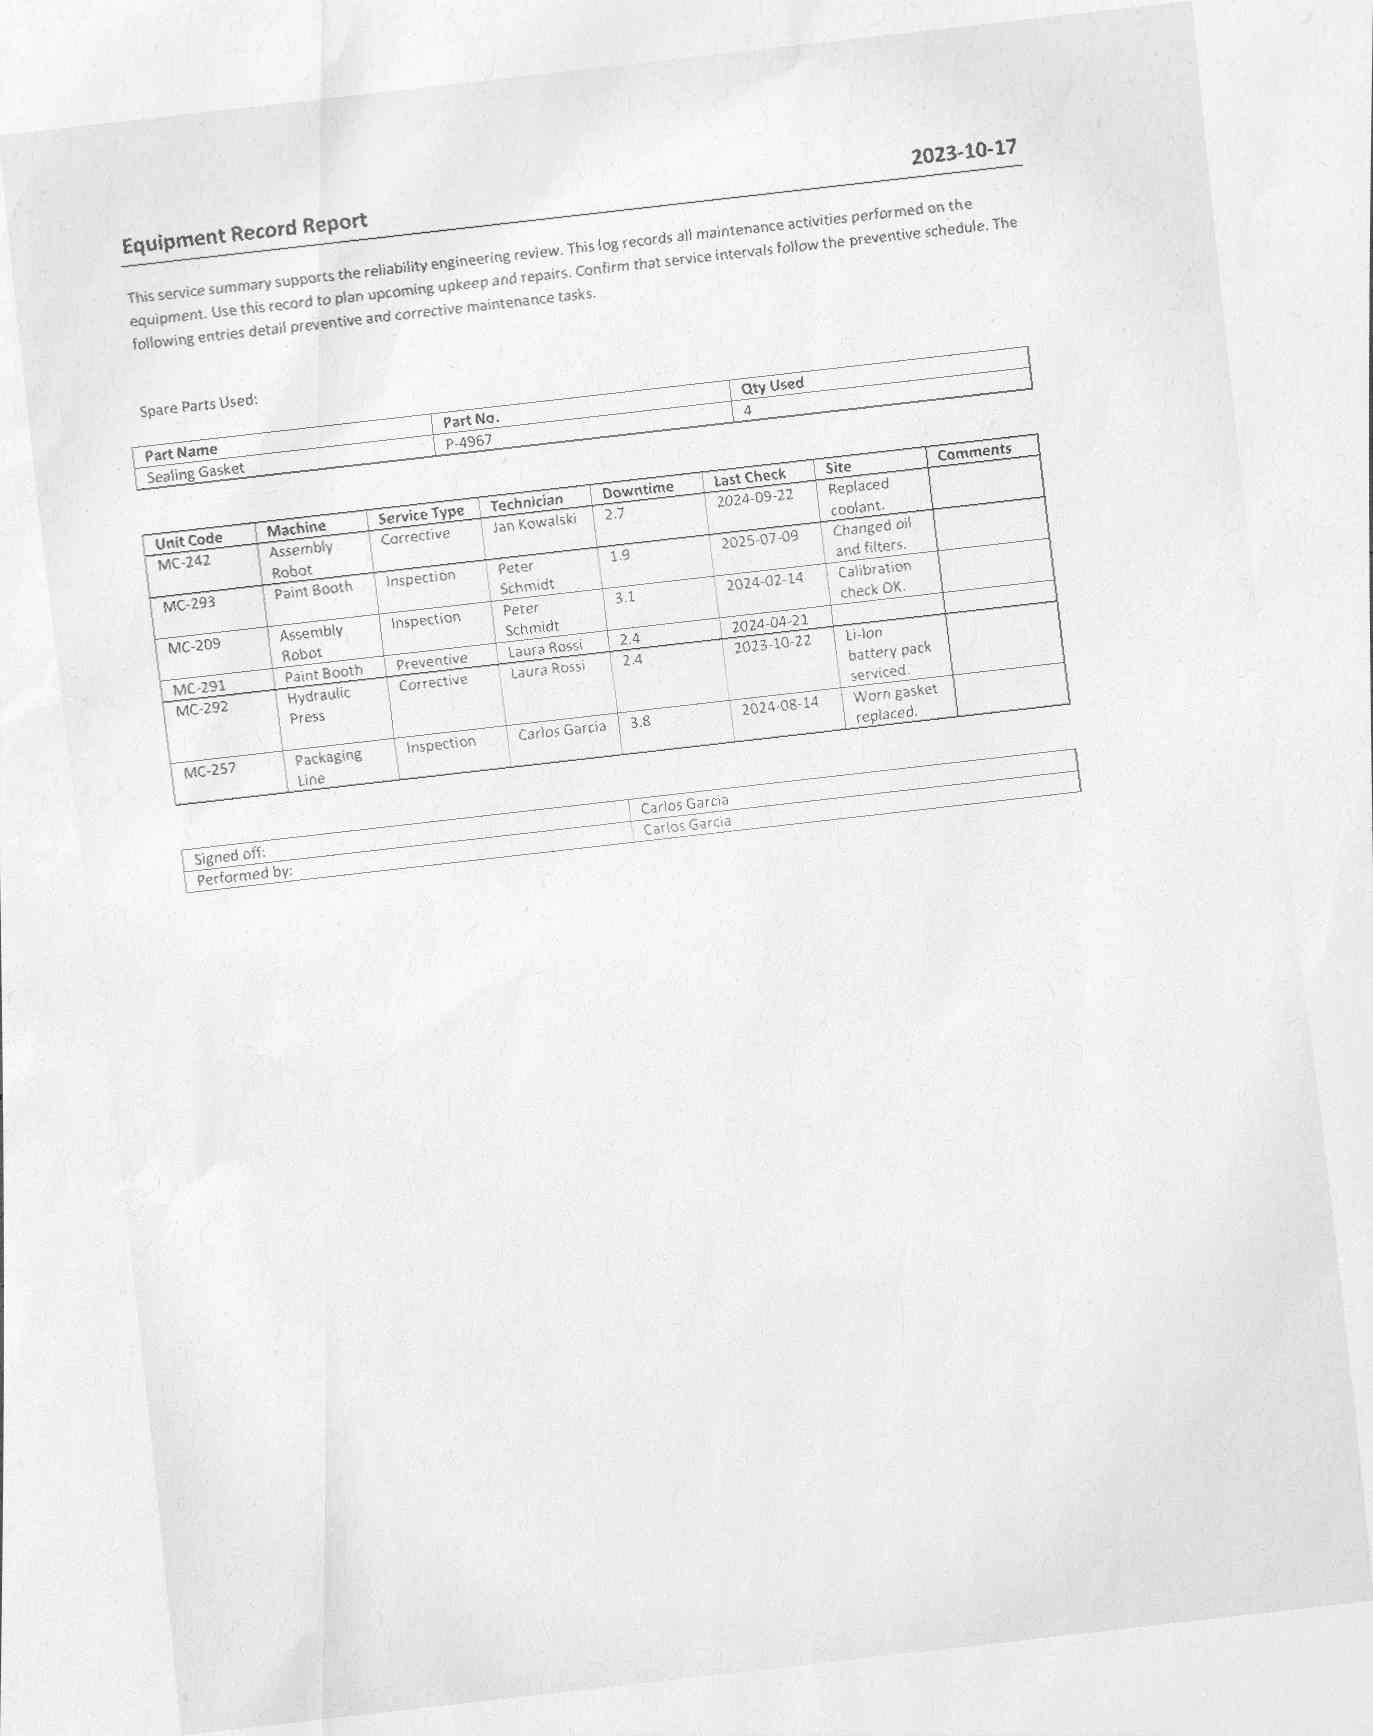 2023-10-17
Equipment Record Report
This service summary supports the reliability engineering review. This log records all maintenance activities performed on the
equipment. Use this record to plan upcoming upkeep and repairs. Confirm that service intervals follow the preventive schedule. The
following entries detail preventive and corrective maintenance tasks.
Spare Parts Used:
Part Name Part No. Qty Used
Sealing Gasket P-4967 4
Unit Code Machine Service Type Technician Downtime Last Check Site Comments
MC-242 Assembly Corrective Jan Kowalski 2.7 2024-09-22 Replaced
Robot coolant.
MC-293 Paint Booth Inspection Peter 1.9 2025-07-09 Changed oil
Schmidt and filters.
MC-209 Assembly Inspection Peter 3.1 2024-02-14 Calibration
Robot Schmidt check OK.
MC-291 Paint Booth Preventive Laura Rossi 2.4 2024-04-21
MC-292 Hydraulic Corrective Laura Rossi 2.4 2023-10-22 Li-Ion
Press battery pack
serviced.
MC-257 Packaging Inspection Carlos Garcia 3.8 2024-08-14 Worn gasket
Line replaced.
Signed off: Carlos Garcia
Performed by: Carlos Garcia